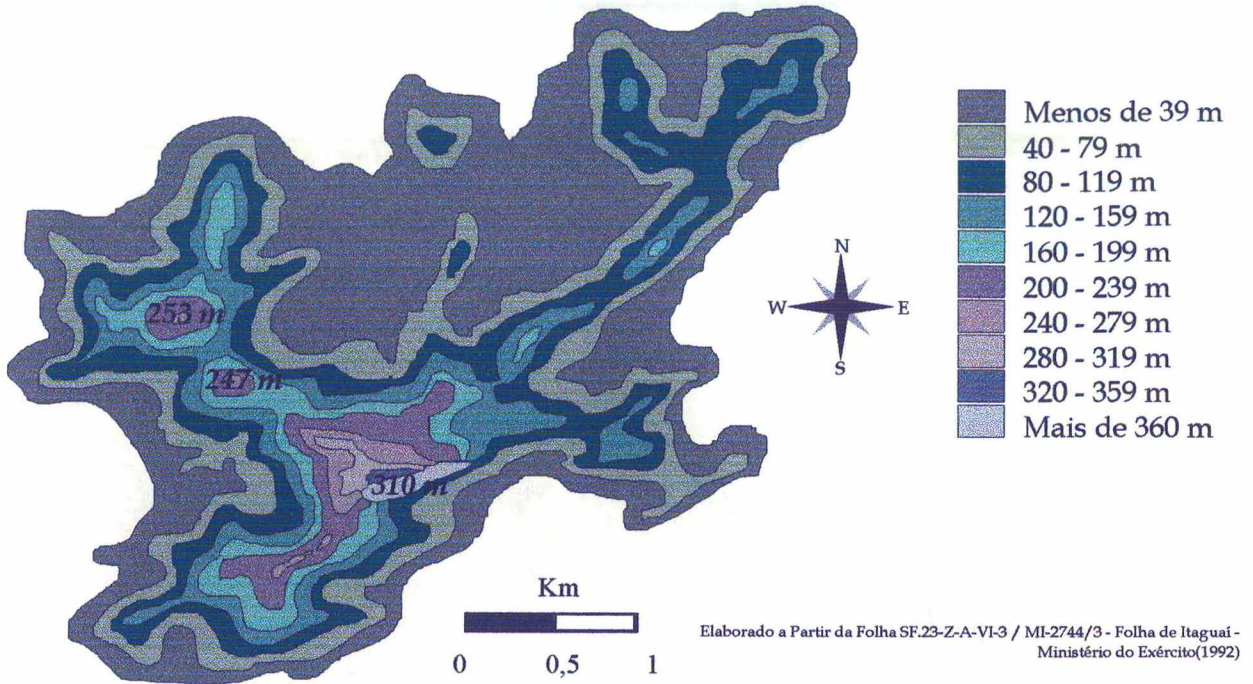 Menos de 39 m
40 - 79 m
80 - 119 m
120 - 159 m
160 - 199 m
200 - 239 m
240 - 279 m
280 - 319 m
320 - 359 m
Mais de 360 m
N
W
E
S
253 m
247 m
310 m
Km
0 0,5 1
Elaborado a Partir da Folha SF.23-Z-A-VI-3 / MI-2744/3 - Folha de Itaguaí -
Ministério do Exército(1992)